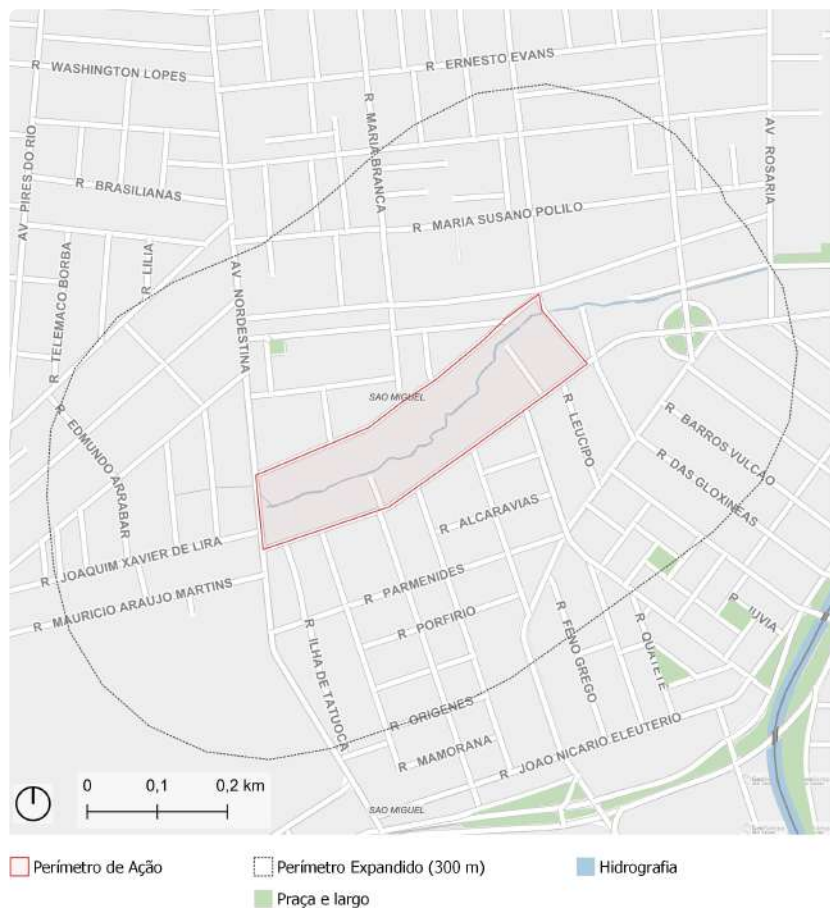 R ERNESTO EVANS
R WASHINGTON LOPES
R MARIA BRANCA
AV PIRES DO RIO
AV ROSARIA
R BRASILIANAS
R MARIA SUSANO POLILO
R LILIA
R TELEMACO BORBA
AV NORDESTINA
SAO MIGUEL
R LEUCIPO
R BARROS VULCAO
R EDMUNDO ARRABAR
R DAS GLOXINEAS
R ALCARAVIAS
R JOAQUIM XAVIER DE LIRA
R PARMENIDES
R MAURICIO ARAUJO MARTINS
R PORFIRIO
R JUVIA
R ILHA DE TATUOCA
R FENO GREGO
R QUATETE
R ORIGENES
R MAMORANA
R JOAO NICARIO ELEUTERIO
0 0,1 0,2 km
SAO MIGUEL
Perímetro de Ação
Perímetro Expandido (300 m)
Hidrografia
Praça e largo